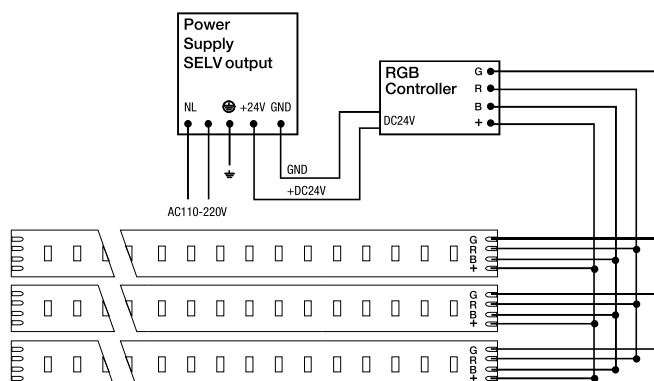 Power
Supply
SELV output
NL +24V GND
RGB
Controller
G
R
B
+
DC24V
GND
+DC24V
AC110-220V
G
R
B
+
G
R
B
+
G
R
B
+